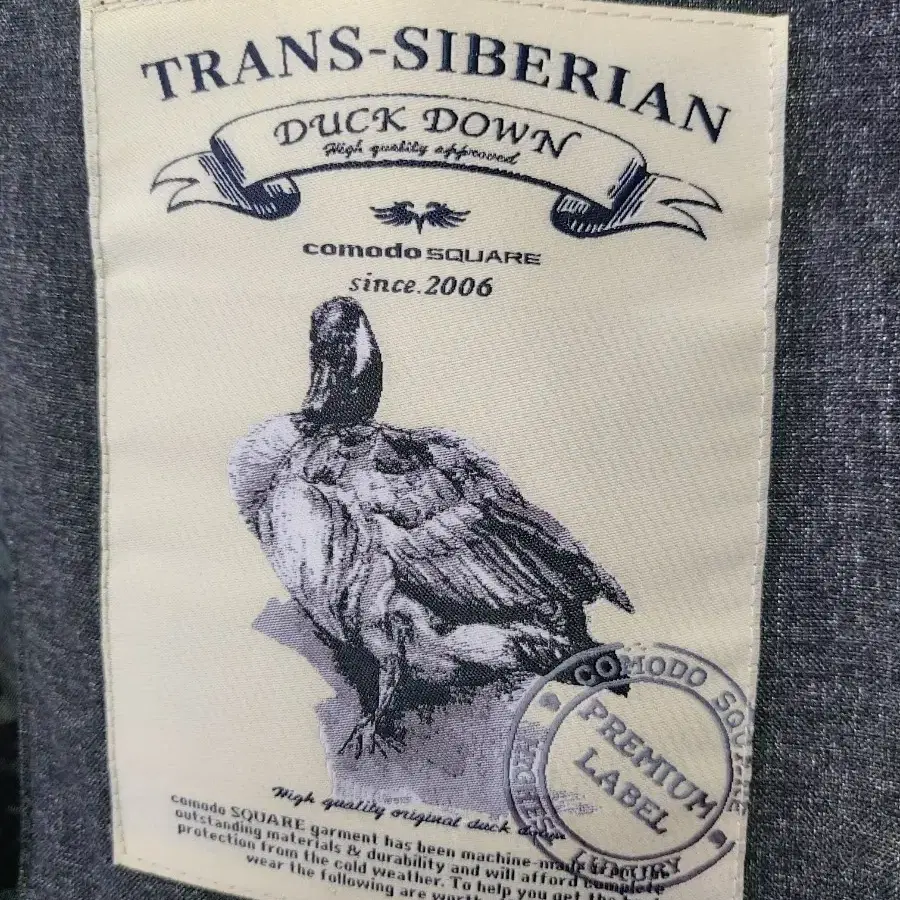 TRANS-SIBERIAN
DUCK DOWN
High quality approved
comodo SQUARE
since.2006
COMODO SQUARE
PREMIUM
LABEL
HIGHEST LUXURY
High quality original duck down
comodo SQUARE garment has been machine-made
outstanding materials & durability and will afford complete
protection from the cold weather. To help you get the
wear the following are